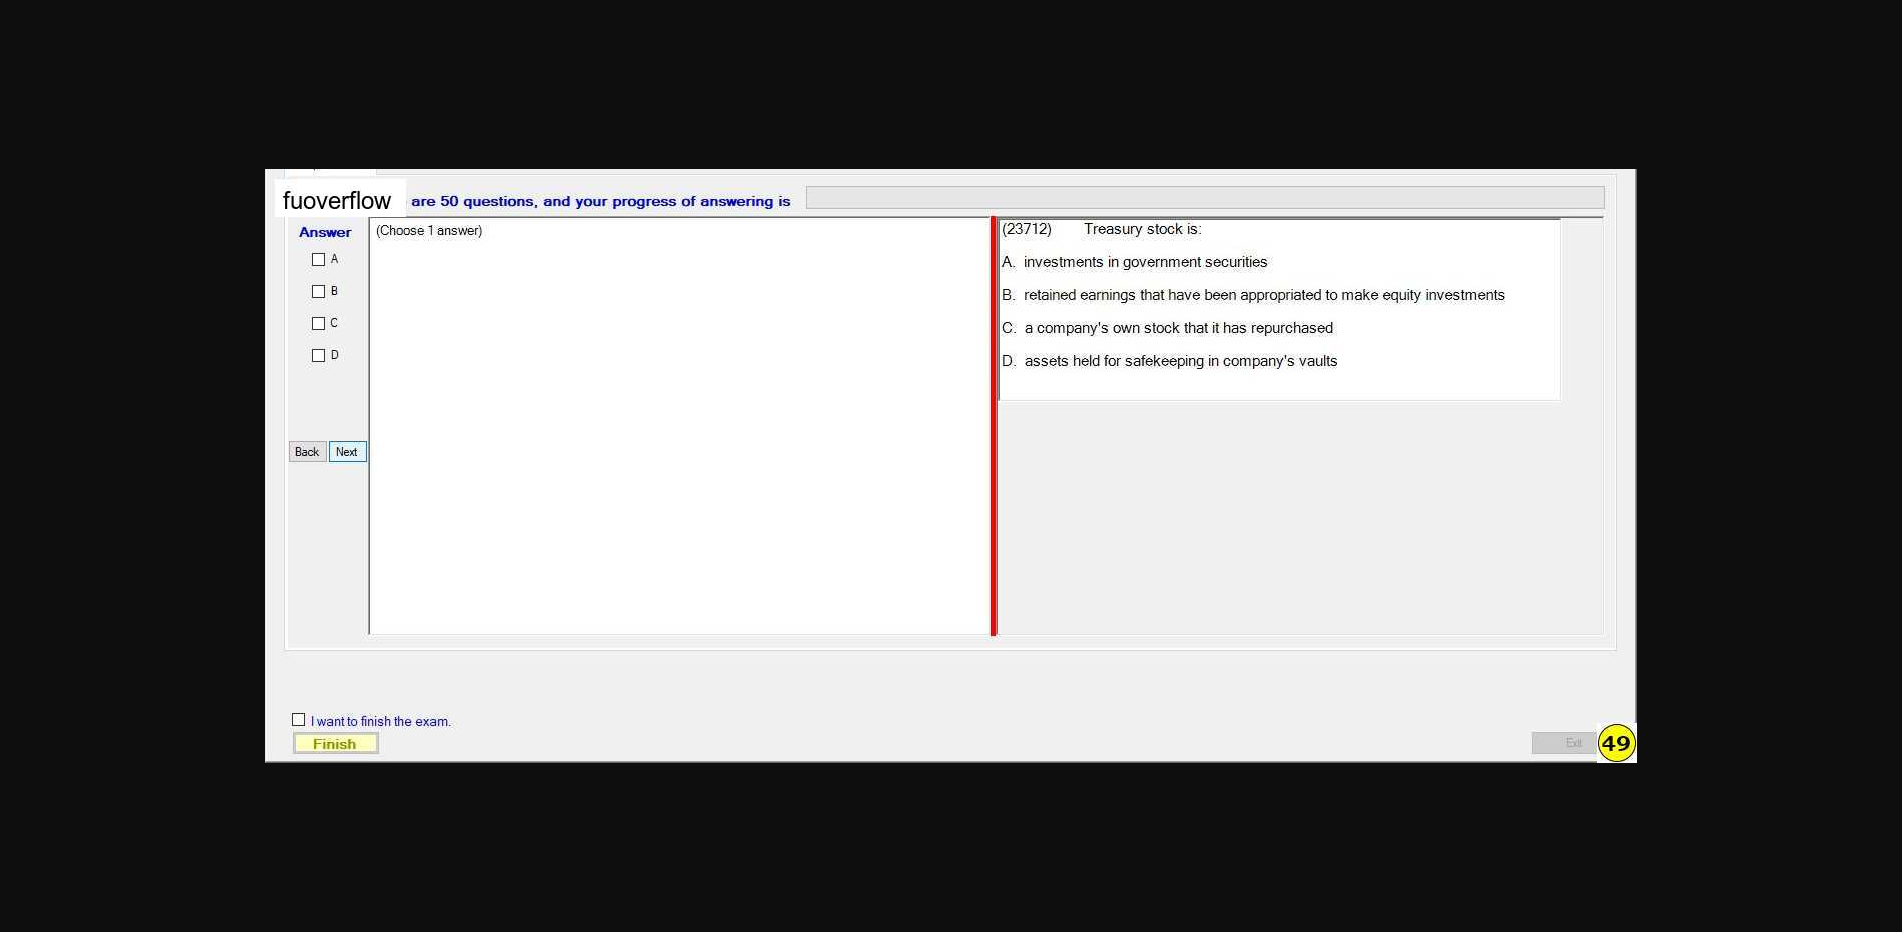 fuoverflow are 50 questions, and your progress of answering is
Answer
(Choose 1 answer)
A
B
C
D
Back Next
(23712) Treasury stock is:
A. investments in government securities
B. retained earnings that have been appropriated to make equity investments
C. a company's own stock that it has repurchased
D. assets held for safekeeping in company's vaults
I want to finish the exam.
Finish
Exit
49